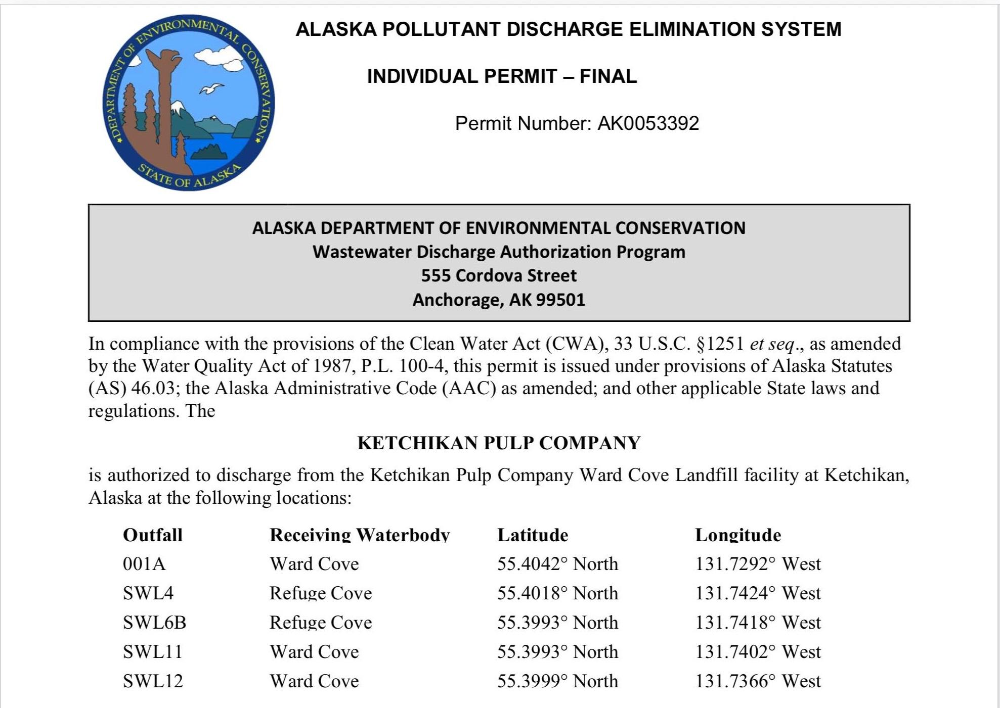 DEPARTMENT OF ENVIRONMENTAL CONSERVATION
STATE OF ALASKA
ALASKA POLLUTANT DISCHARGE ELIMINATION SYSTEM
INDIVIDUAL PERMIT – FINAL
Permit Number: AK0053392
ALASKA DEPARTMENT OF ENVIRONMENTAL CONSERVATION
Wastewater Discharge Authorization Program
555 Cordova Street
Anchorage, AK 99501
In compliance with the provisions of the Clean Water Act (CWA), 33 U.S.C. §1251 et seq., as amended
by the Water Quality Act of 1987, P.L. 100-4, this permit is issued under provisions of Alaska Statutes
(AS) 46.03; the Alaska Administrative Code (AAC) as amended; and other applicable State laws and
regulations. The
KETCHIKAN PULP COMPANY
is authorized to discharge from the Ketchikan Pulp Company Ward Cove Landfill facility at Ketchikan,
Alaska at the following locations:
Outfall Receiving Waterbody Latitude Longitude
001A Ward Cove 55.4042° North 131.7292° West
SWL4 Refuge Cove 55.4018° North 131.7424° West
SWL6B Refuge Cove 55.3993° North 131.7418° West
SWL11 Ward Cove 55.3993° North 131.7402° West
SWL12 Ward Cove 55.3999° North 131.7366° West